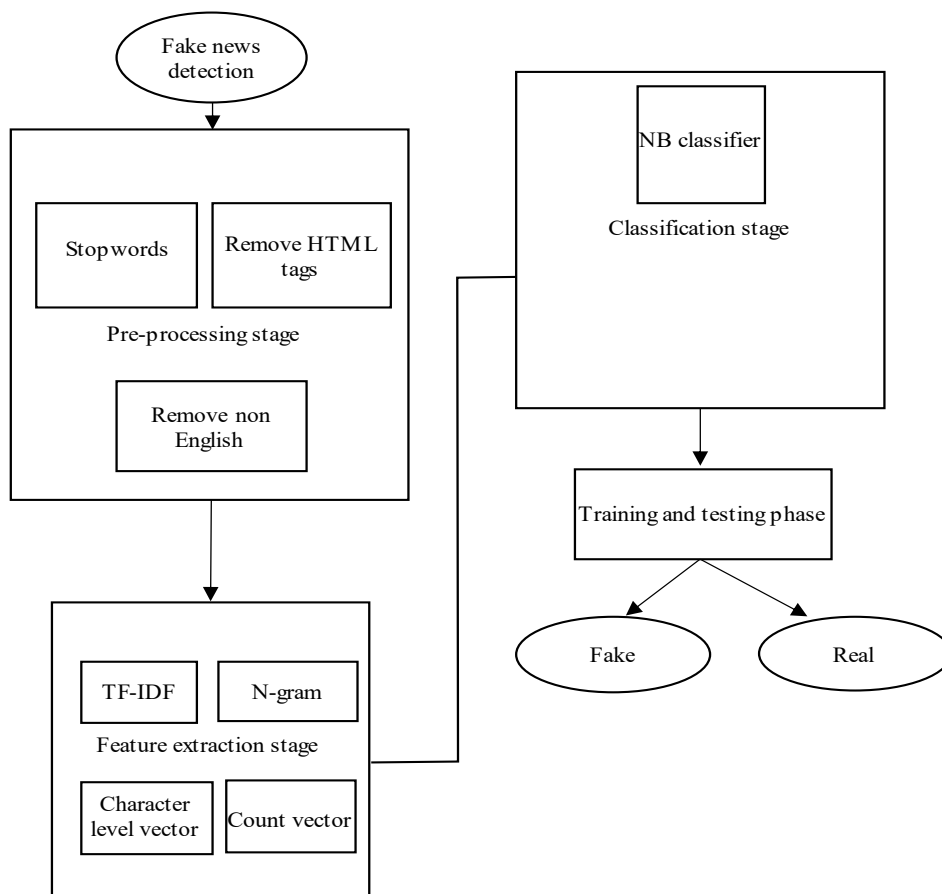 Fake news
detection
Stopwords
Remove HTML
tags
Pre-processing stage
Remove non
English
TF-IDF
N-gram
Feature extraction stage
Character
level vector
Count vector
NB classifier
Classification stage
Training and testing phase
Fake
Real